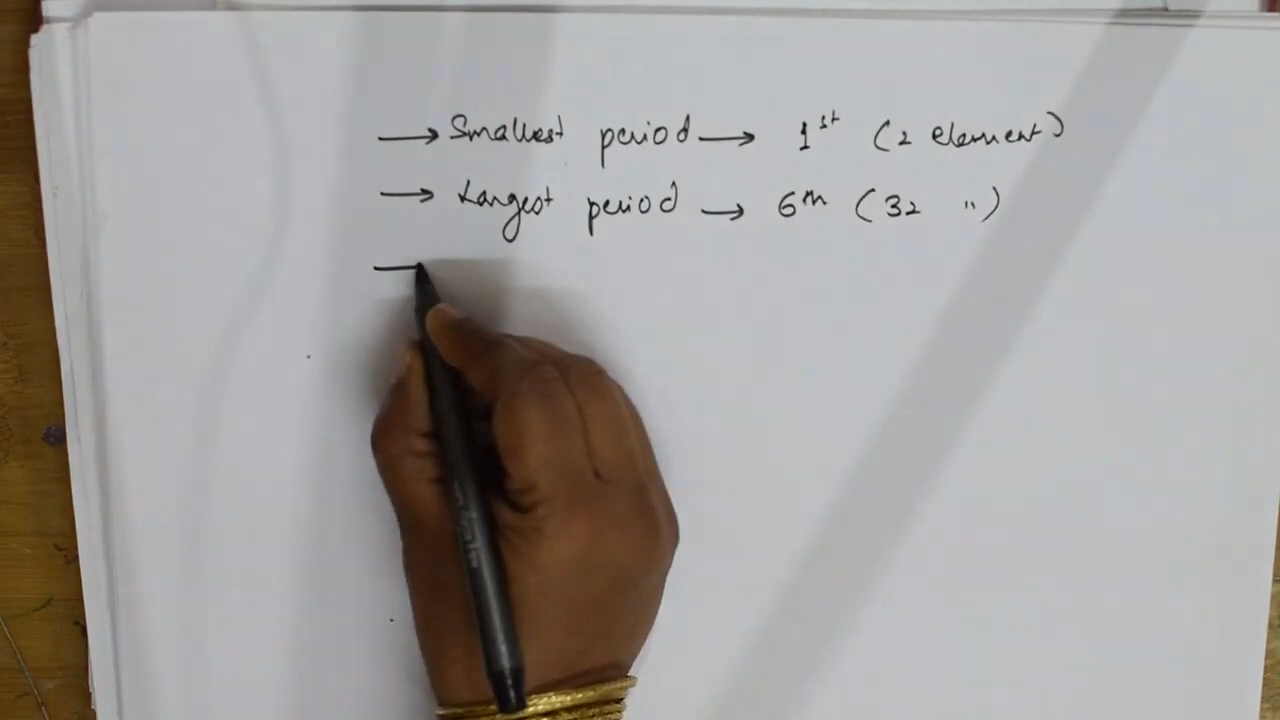 → Smallest period → 1st (2 element)
→ Largest period → 6th (32 ")